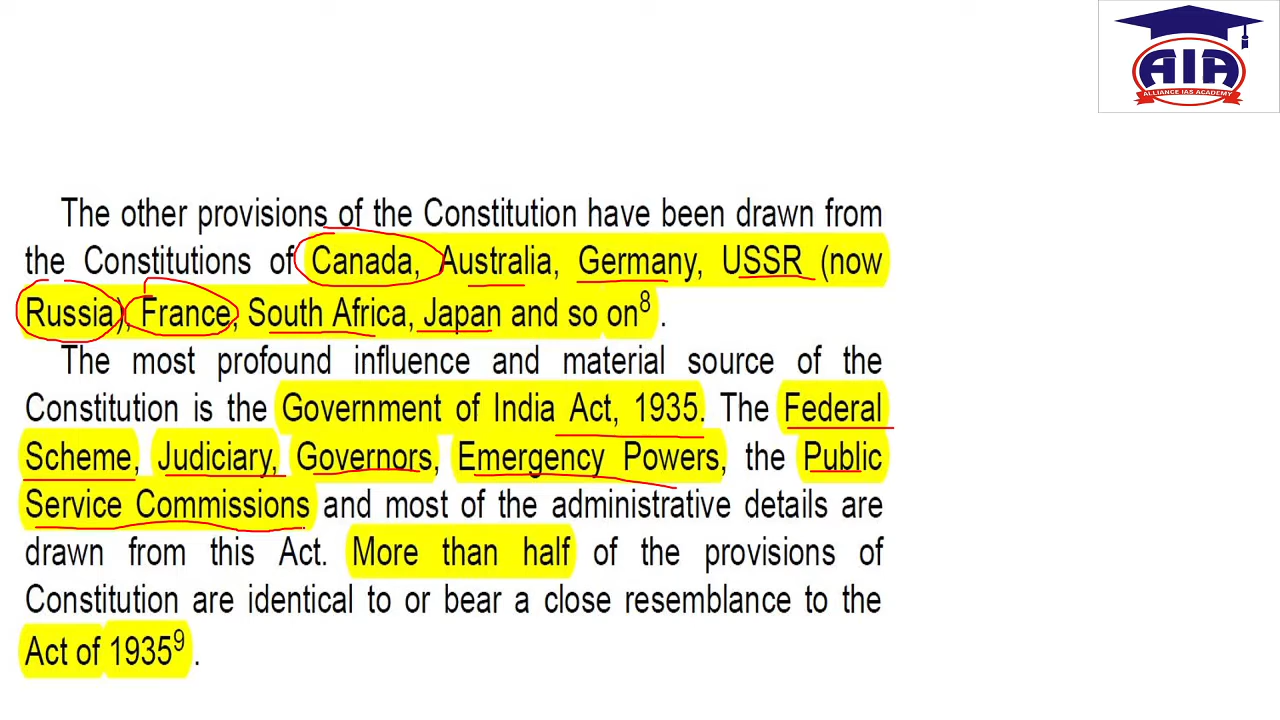 AIA
ALLIANCE IAS ACADEMY
The other provisions of the Constitution have been drawn from
the Constitutions of Canada, Australia, Germany, USSR (now
Russia), France, South Africa, Japan and so on8 .
The most profound influence and material source of the
Constitution is the Government of India Act, 1935. The Federal
Scheme, Judiciary, Governors, Emergency Powers, the Public
Service Commissions and most of the administrative details are
drawn from this Act. More than half of the provisions of
Constitution are identical to or bear a close resemblance to the
Act of 19359 .